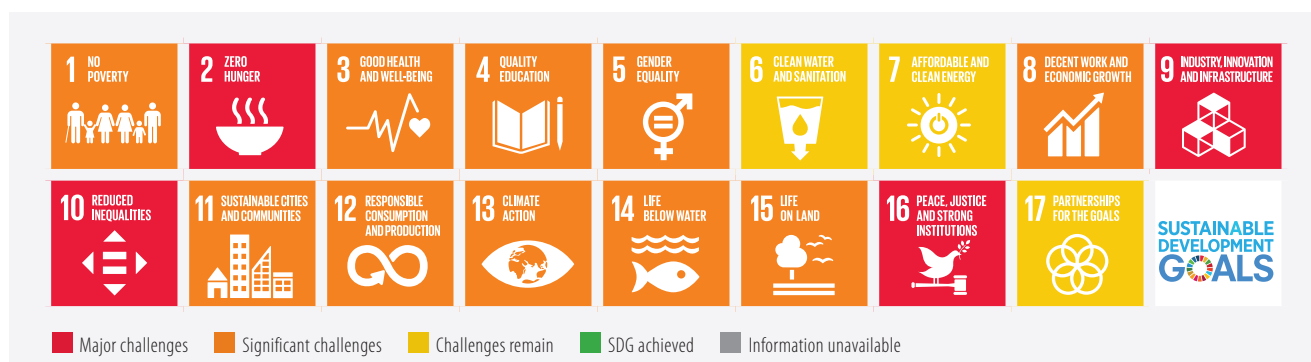 1 NO
POVERTY
2 ZERO
HUNGER
3 GOOD HEALTH
AND WELL-BEING
4 QUALITY
EDUCATION
5 GENDER
EQUALITY
6 CLEAN WATER
AND SANITATION
7 AFFORDABLE AND
CLEAN ENERGY
8 DECENT WORK AND
ECONOMIC GROWTH
9 INDUSTRY, INNOVATION
AND INFRASTRUCTURE
10 REDUCED
INEQUALITIES
11 SUSTAINABLE CITIES
AND COMMUNITIES
12 RESPONSIBLE
CONSUMPTION
AND PRODUCTION
13 CLIMATE
ACTION
14 LIFE
BELOW WATER
15 LIFE
ON LAND
16 PEACE, JUSTICE
AND STRONG
INSTITUTIONS
17 PARTNERSHIPS
FOR THE GOALS
SUSTAINABLE
DEVELOPMENT
GOALS
Major challenges
Significant challenges
Challenges remain
SDG achieved
Information unavailable